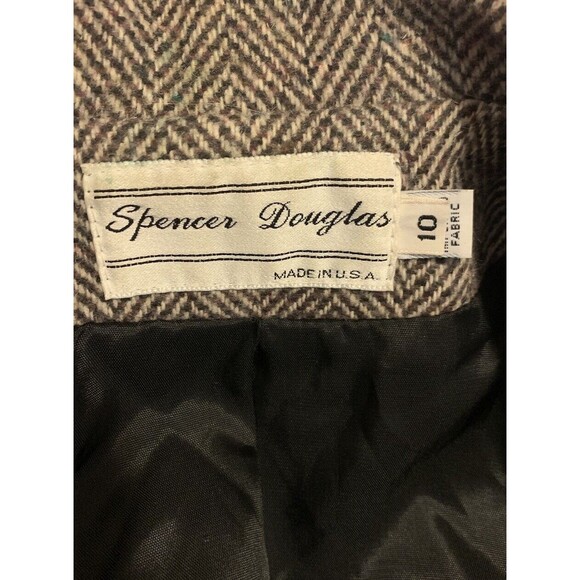 Spencer Douglas
MADE IN U.S.A.
10
FABRIC